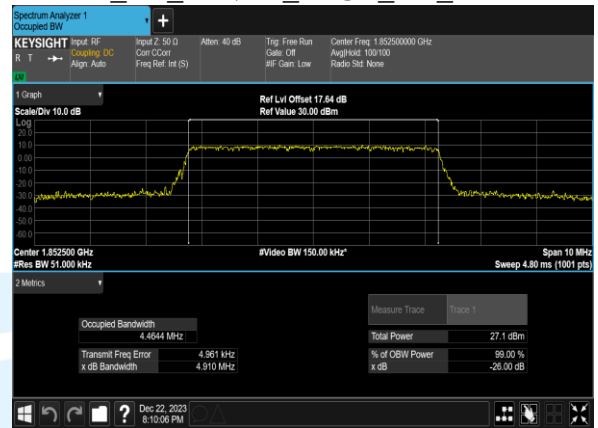 Spectrum Analyzer 1
Occupied BW
KEYSIGHT
R T
LV
Input: RF
Coupling: DC
Align: Auto
Input Z: 50 Ω
Corr CCorr
Freq Ref: Int (S)
Atten: 40 dB
Trig: Free Run
Gate: Off
#IF Gain: Low
Center Freq: 1.852500000 GHz
Avg|Hold: 100/100
Radio Std: None
1 Graph
Scale/Div 10.0 dB
Ref Lvl Offset 17.64 dB
Ref Value 30.00 dBm
Log
20.0
10.0
0.00
-10.0
-20.0
-30.0
-40.0
-50.0
-60.0
Center 1.852500 GHz
#Video BW 150.00 kHz*
Span 10 MHz
#Res BW 51.000 kHz
Sweep 4.80 ms (1001 pts)
2 Metrics
Measure Trace
Trace 1
Occupied Bandwidth
4.4644 MHz
Total Power
27.1 dBm
Transmit Freq Error
4.961 kHz
% of OBW Power
99.00 %
x dB Bandwidth
4.910 MHz
x dB
-26.00 dB
?
Dec 22, 2023
8:10:06 PM